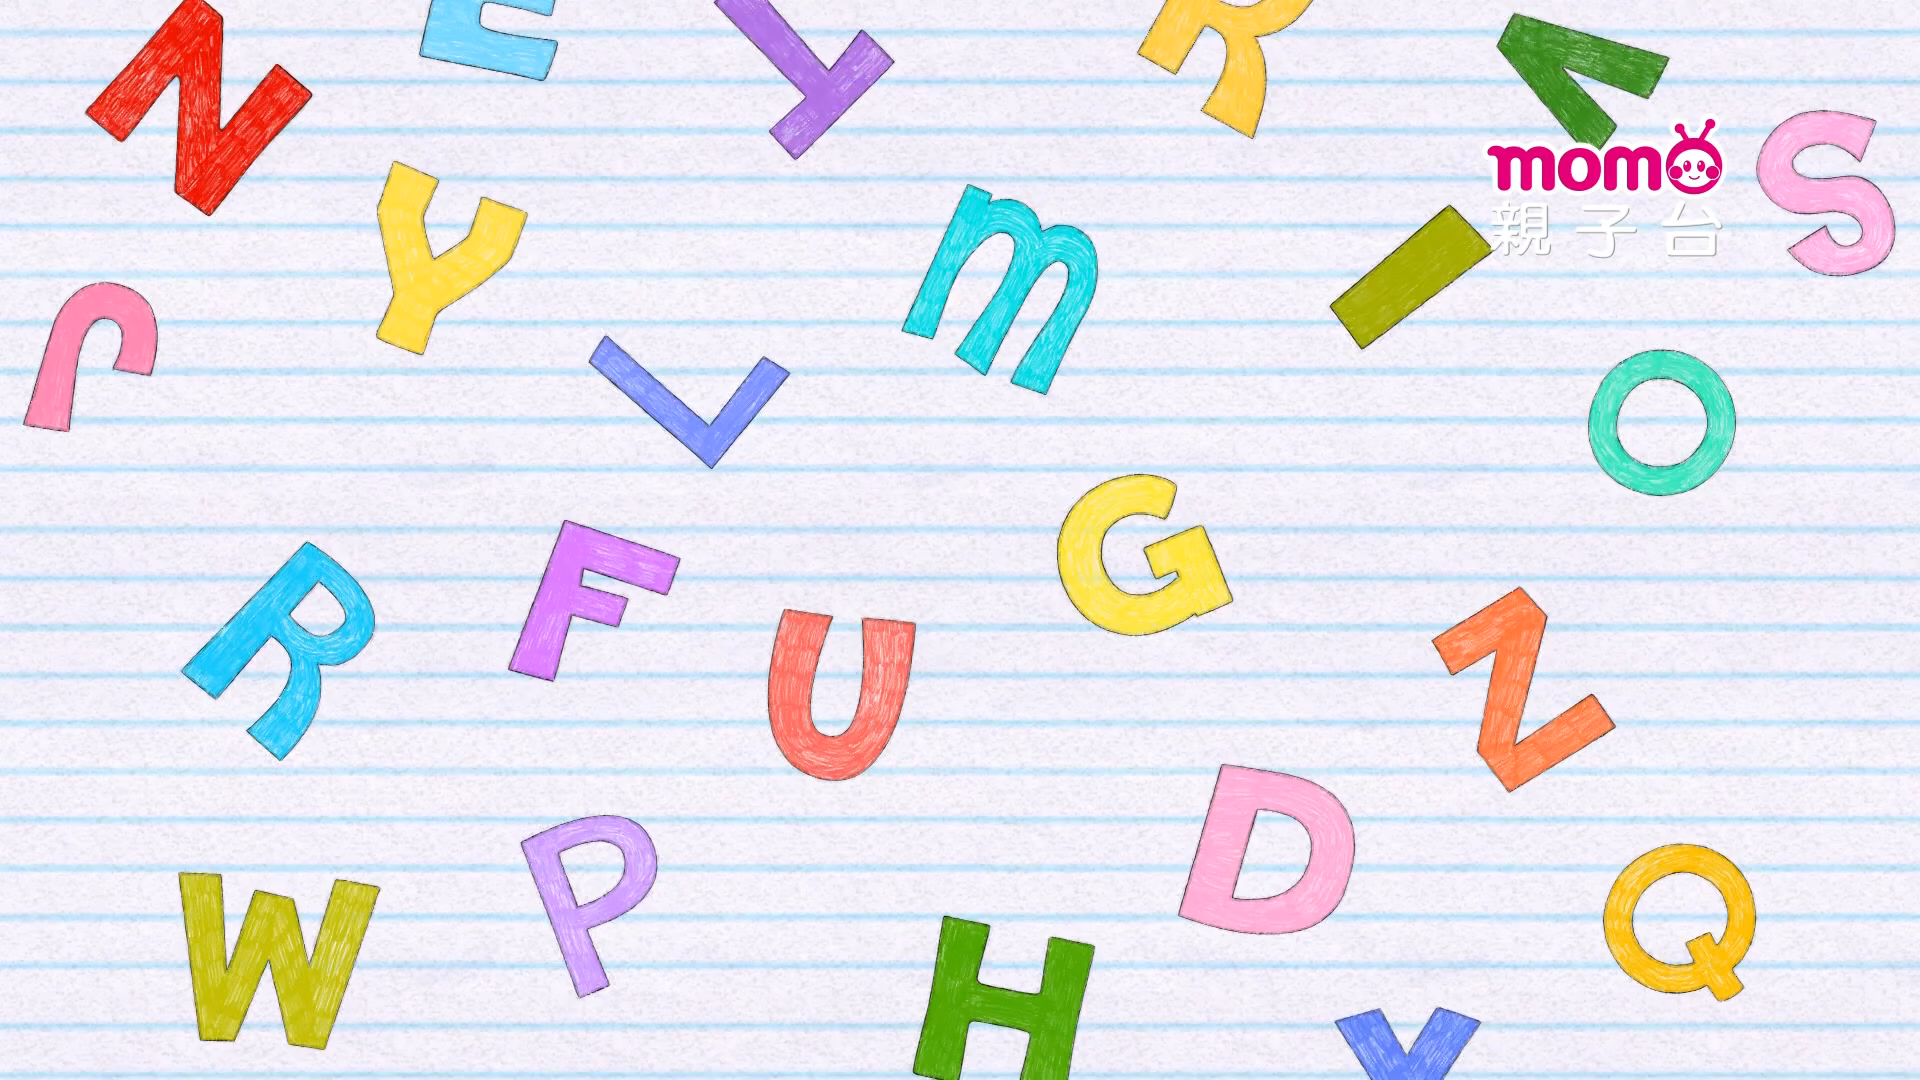 N E T R V
momo
親子台
S
Y m I
J L O
R F U G Z
D
W P H Q
X